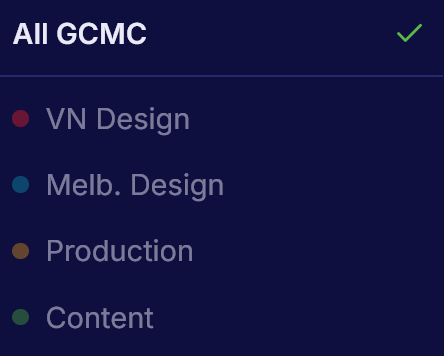 All GCMC
VN Design
Melb. Design
Production
Content